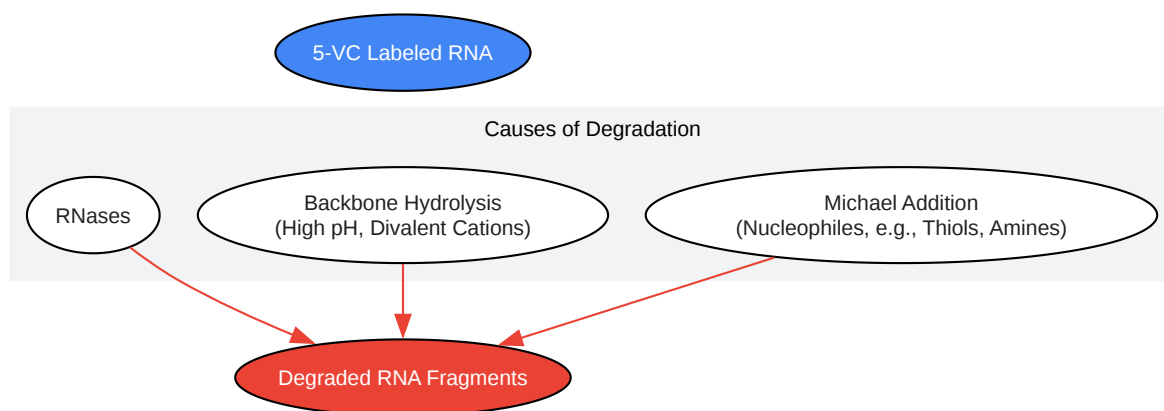 5-VC Labeled RNA
Causes of Degradation
RNases
Backbone Hydrolysis
(High pH, Divalent Cations)
Michael Addition
(Nucleophiles, e.g., Thiols, Amines)
Degraded RNA Fragments